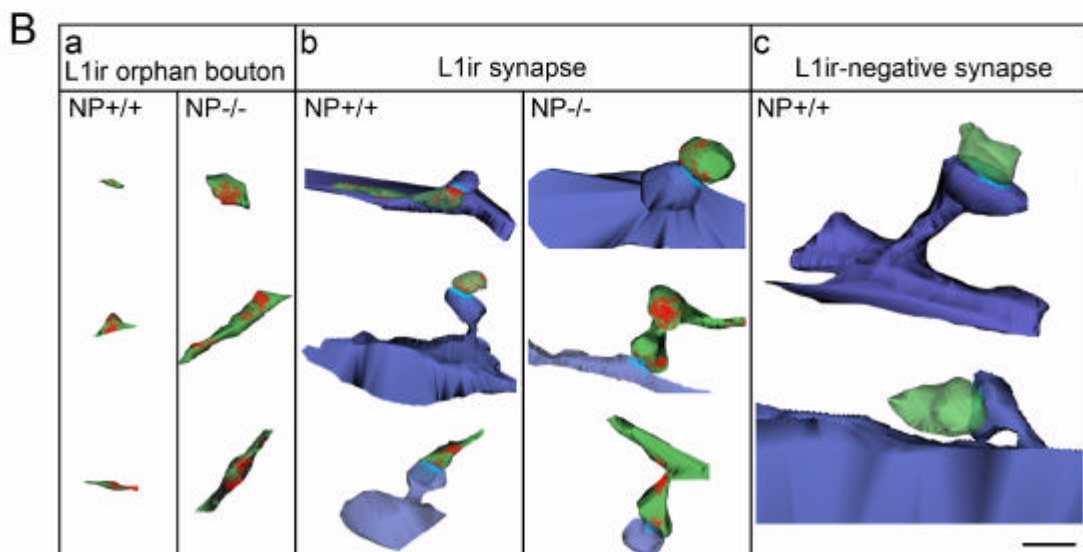 B
a
L1ir orphan bouton
b
L1ir synapse
c
L1ir-negative synapse
NP+/+
NP-/-
NP+/+
NP-/-
NP+/+